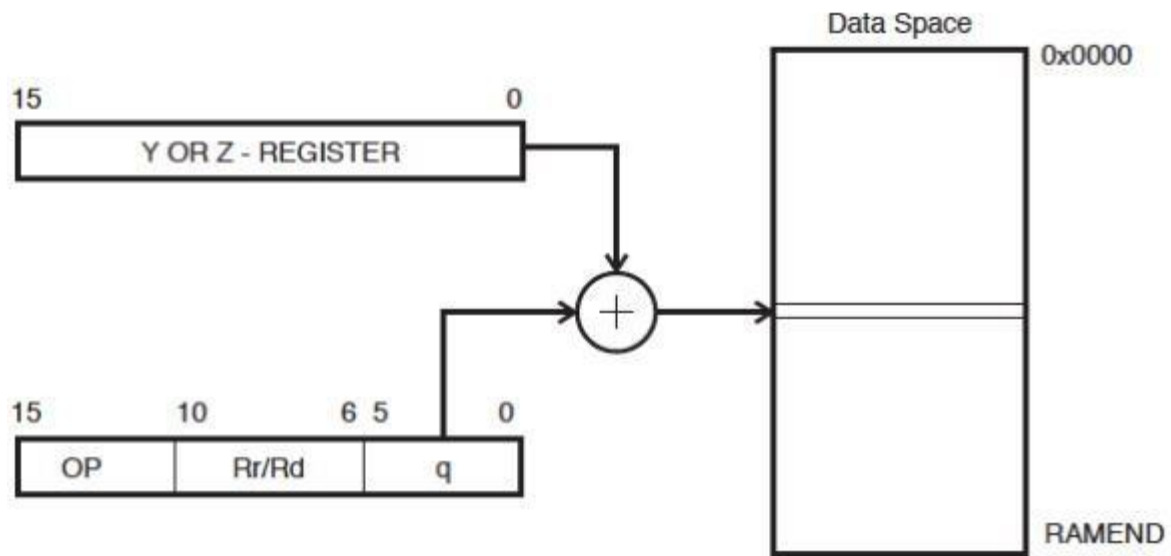 Data Space
0x0000
15 0
Y OR Z - REGISTER
15 10 6 5 0
OP Rr/Rd q
RAMEND